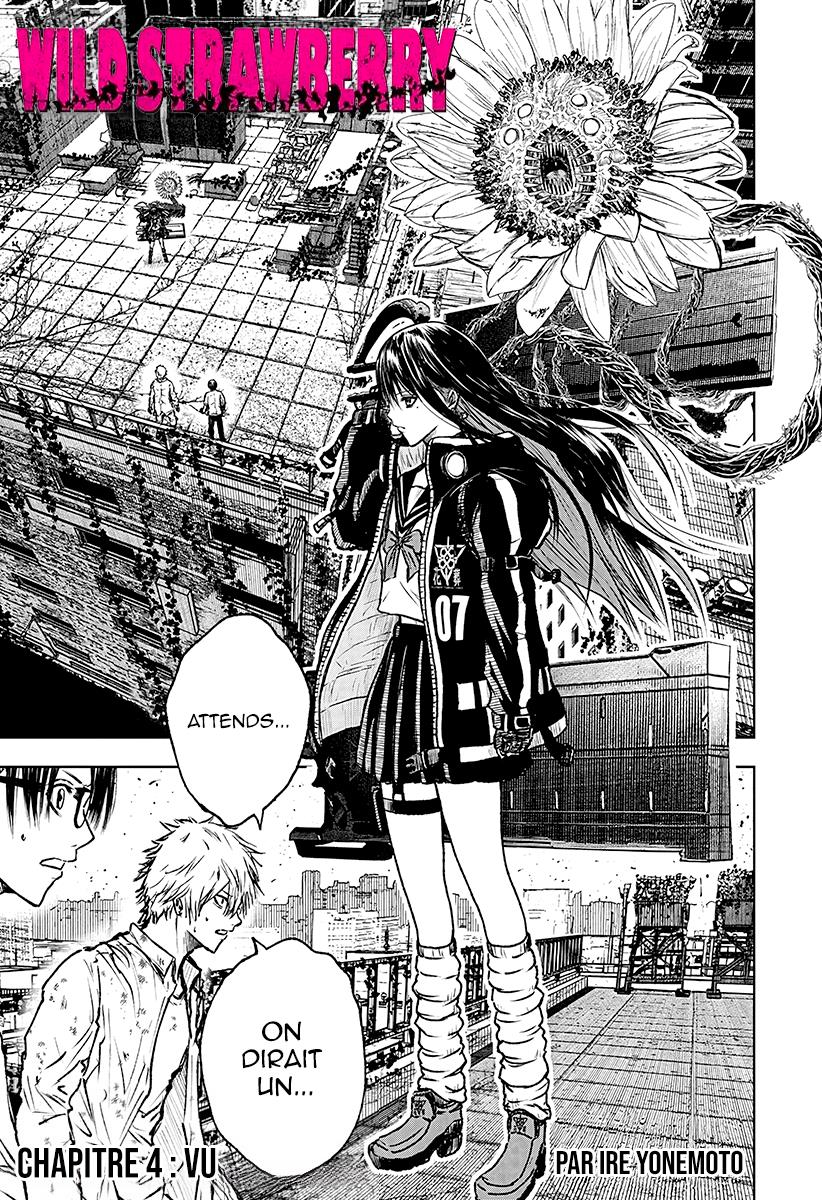 WILD STRAWBERRY
07
ATTENDS...
ON
DIRAIT
UN...
CHAPITRE 4 : VU
PAR IRE YONEMOTO